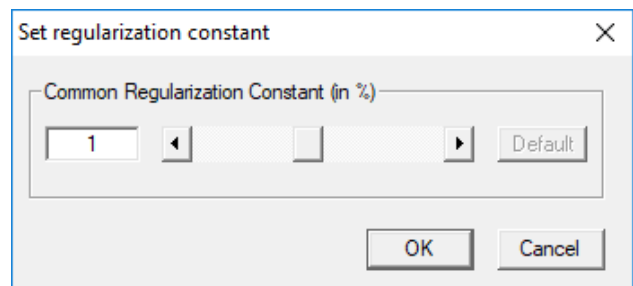 Set regularization constant
Common Regularization Constant (in %)
1
Default
OK
Cancel